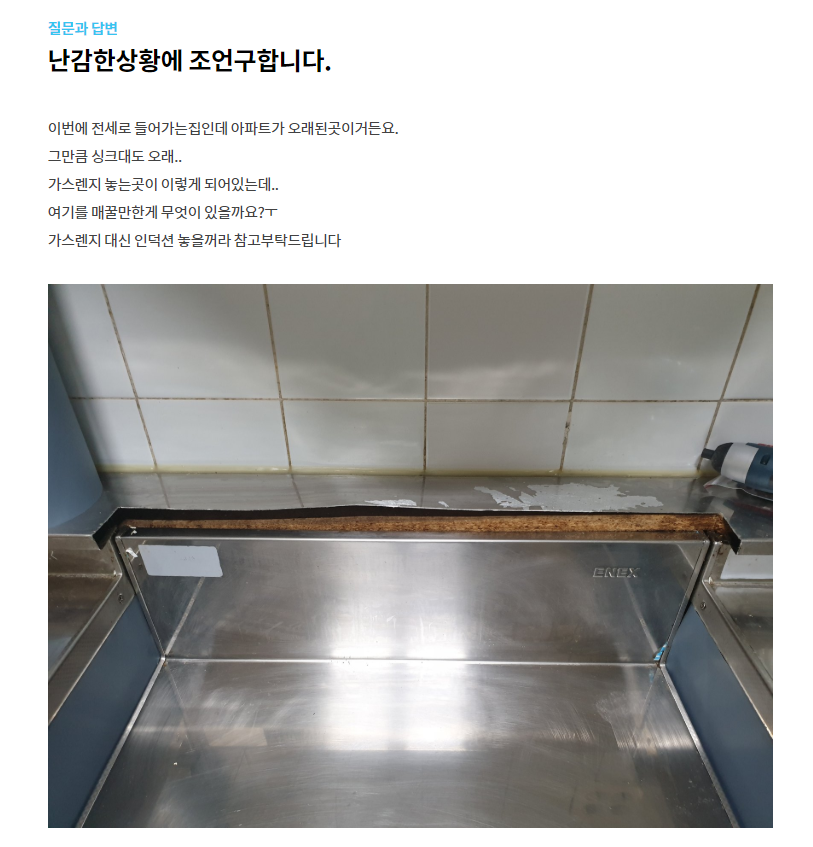 질문과 답변
난감한상황에 조언구합니다.
이번에 전세로 들어가는집인데 아파트가 오래된곳이거든요.
그만큼 싱크대도 오래..
가스렌지 놓는곳이 이렇게 되어있는데..
여기를 매꿀만한게 무엇이 있을까요?ㅜ
가스렌지 대신 인덕션 놓을꺼라 참고부탁드립니다
ENEX